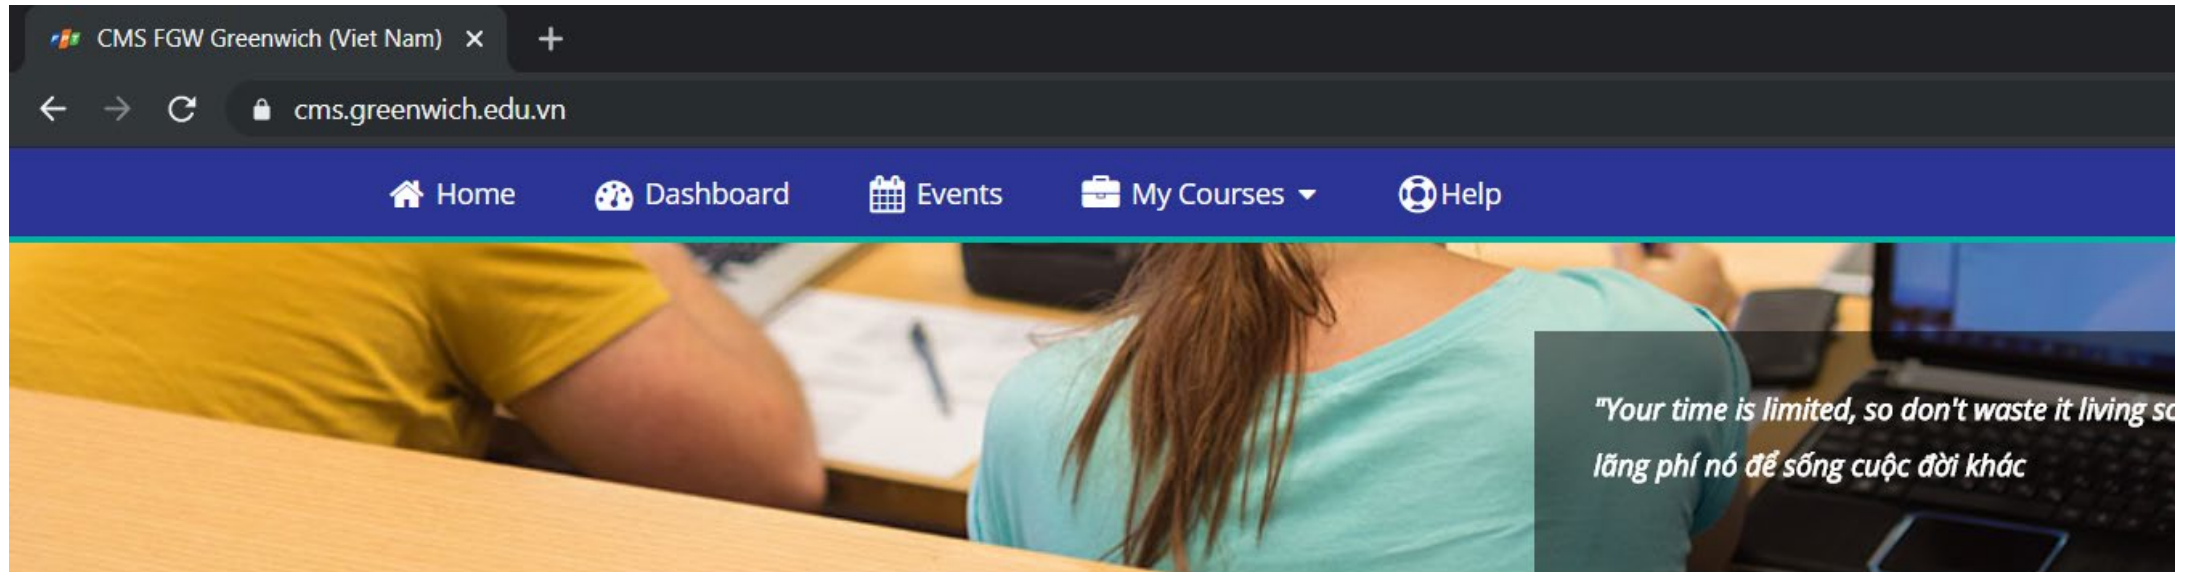 CMS FGW Greenwich (Viet Nam)
cms.greenwich.edu.vn
Home Dashboard Events My Courses Help
"Your time is limited, so don't waste it living
lãng phí nó để sống cuộc đời khác